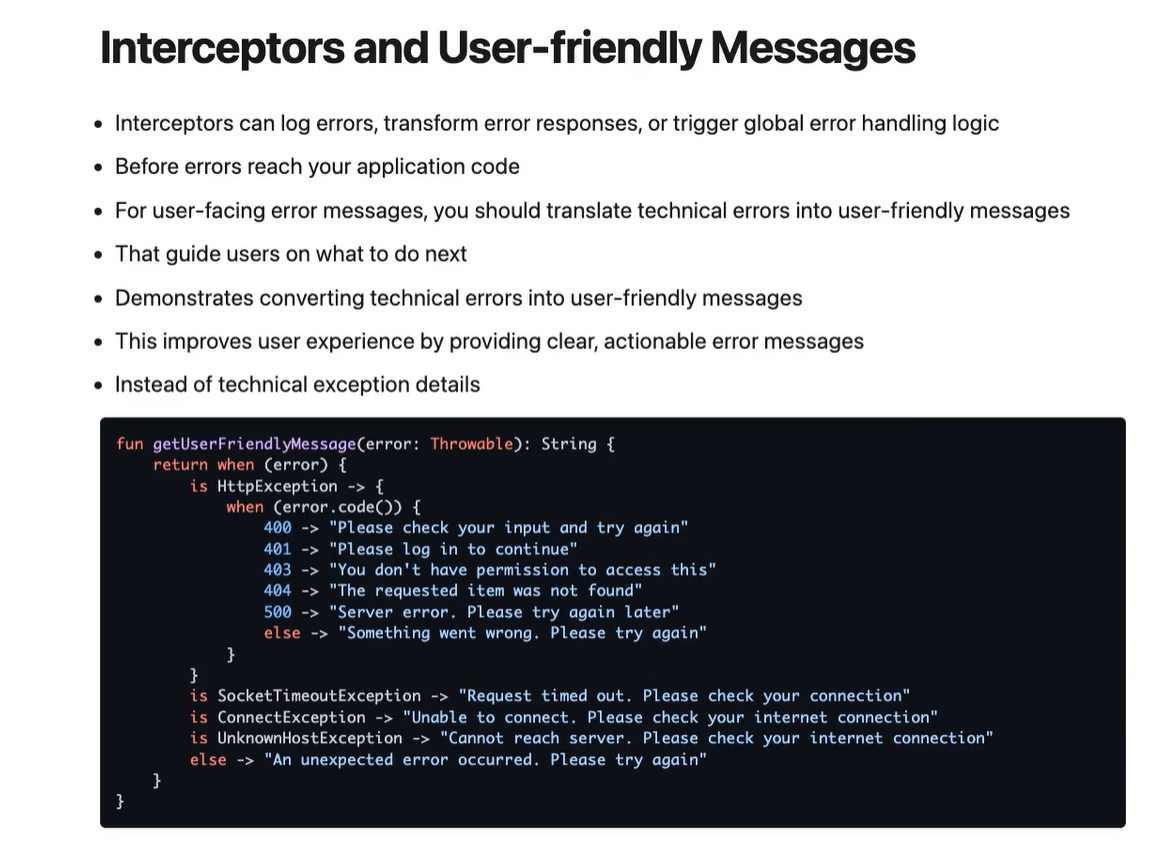 Interceptors and User-friendly Messages
• Interceptors can log errors, transform error responses, or trigger global error handling logic
• Before errors reach your application code
• For user-facing error messages, you should translate technical errors into user-friendly messages
• That guide users on what to do next
• Demonstrates converting technical errors into user-friendly messages
• This improves user experience by providing clear, actionable error messages
• Instead of technical exception details
fun getUserFriendlyMessage(error: Throwable): String {
    return when (error) {
        is HttpException -> {
            when (error.code()) {
                400 -> "Please check your input and try again"
                401 -> "Please log in to continue"
                403 -> "You don't have permission to access this"
                404 -> "The requested item was not found"
                500 -> "Server error. Please try again later"
                else -> "Something went wrong. Please try again"
            }
        }
        is SocketTimeoutException -> "Request timed out. Please check your connection"
        is ConnectException -> "Unable to connect. Please check your internet connection"
        is UnknownHostException -> "Cannot reach server. Please check your internet connection"
        else -> "An unexpected error occurred. Please try again"
    }
}